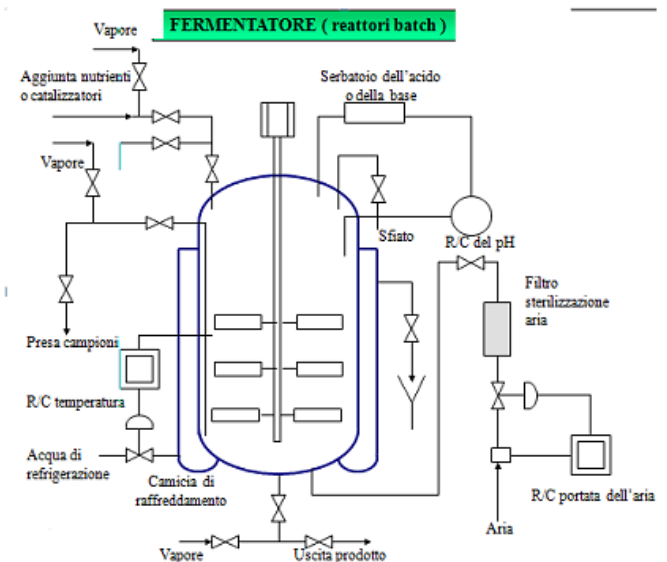 FERMENTATORE ( reattori batch )
Vapore
Aggiunta nutrienti
o catalizzatori
Serbatoio dell'acido
o della base
Vapore
Sfiato
R/C del pH
Filtro
sterilizzazione
aria
Presa campioni
R/C temperatura
Acqua di
refrigerazione
Camicia di
raffreddamento
R/C portata dell'aria
Aria
Vapore
Uscita prodotto